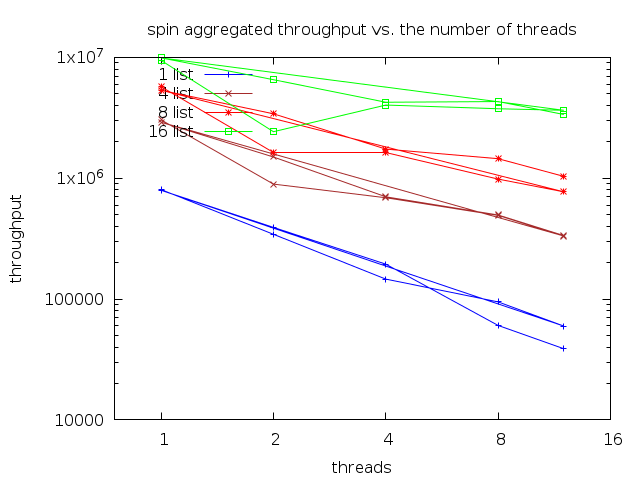 spin aggregated throughput vs. the number of threads
1x10^7
1 list
4 list
8 list
16 list
1x10^6
throughput
100000
10000
1 2 4 8 16
threads